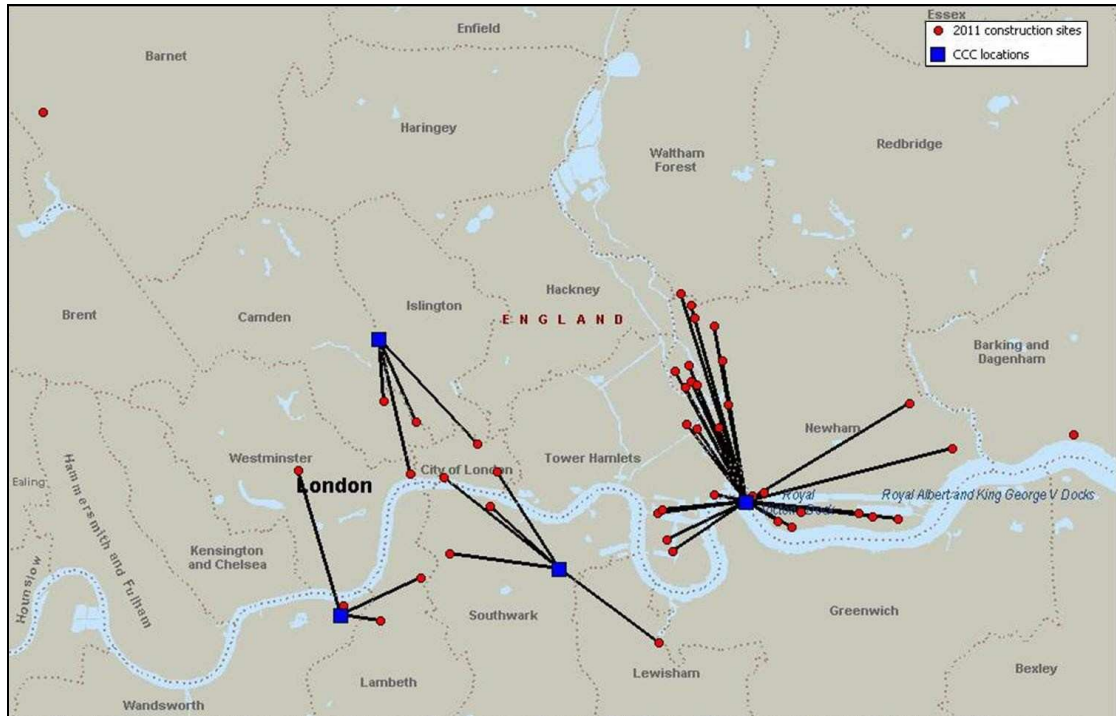 Essex
2011 construction sites
CCC locations
Enfield
Barnet
Haringey
Waltham
Forest
Redbridge
Hackney
Islington
Brent
Camden
E N G L A N D
Barking and
Dagenham
Newham
Westminster
City of London
Tower Hamlets
Ealing
London
Royal
Royal Albert and King George V Docks
Hammersmith and Fulham
Kensington
and Chelsea
Hounslow
Southwark
Greenwich
Lewisham
Bexley
Lambeth
Wandsworth